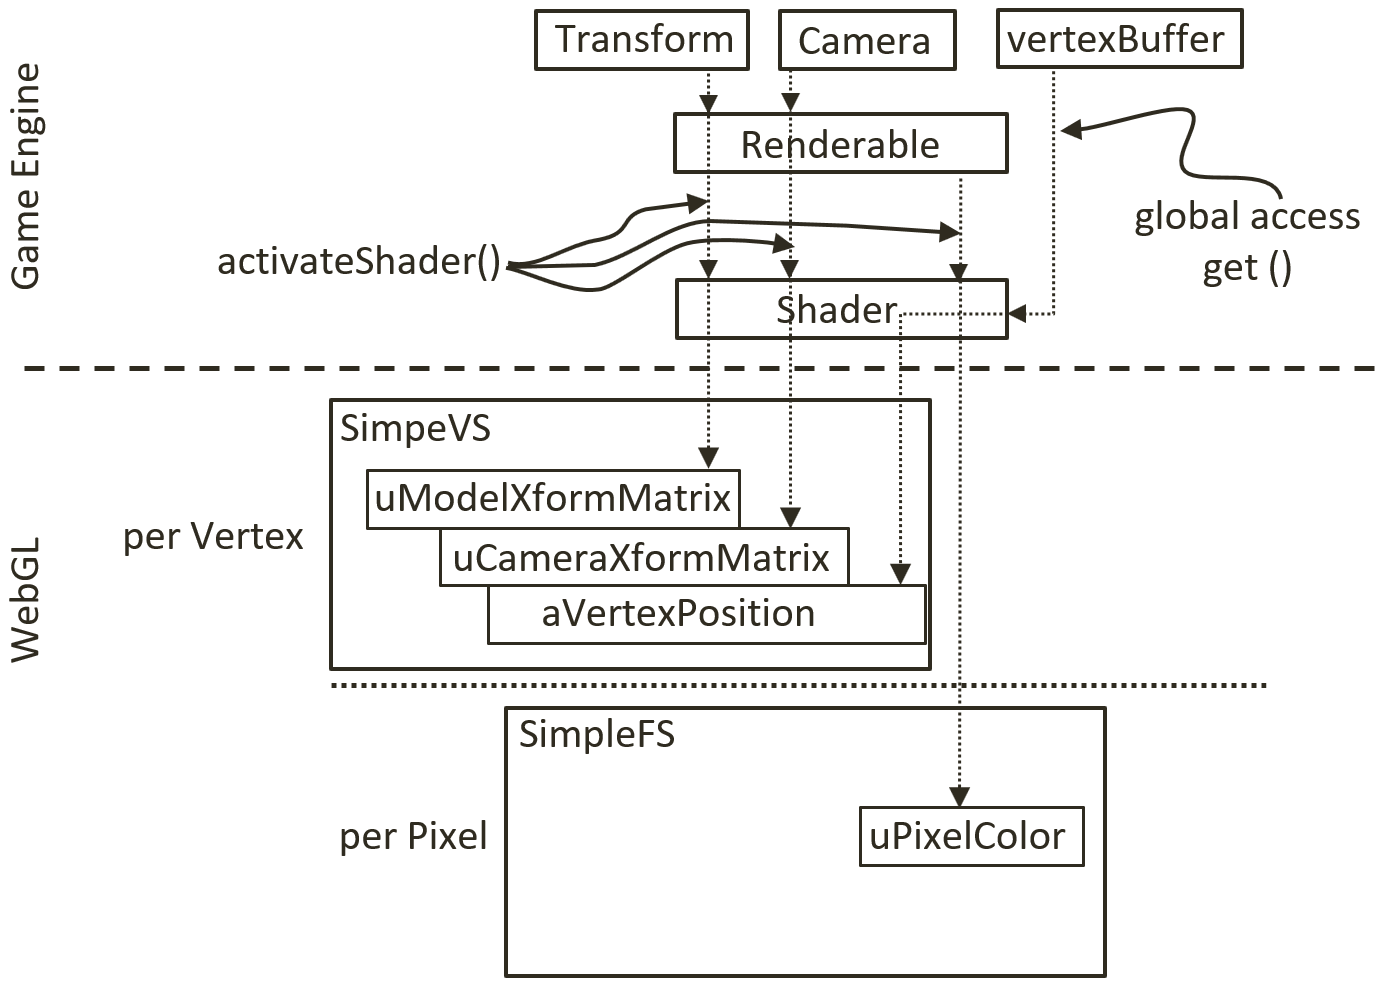 Transform
Camera
vertexBuffer
Game Engine
Renderable
global access
get ()
activateShader()
Shader
SimpeVS
uModelXformMatrix
per Vertex
uCameraXformMatrix
WebGL
aVertexPosition
SimpleFS
per Pixel
uPixelColor